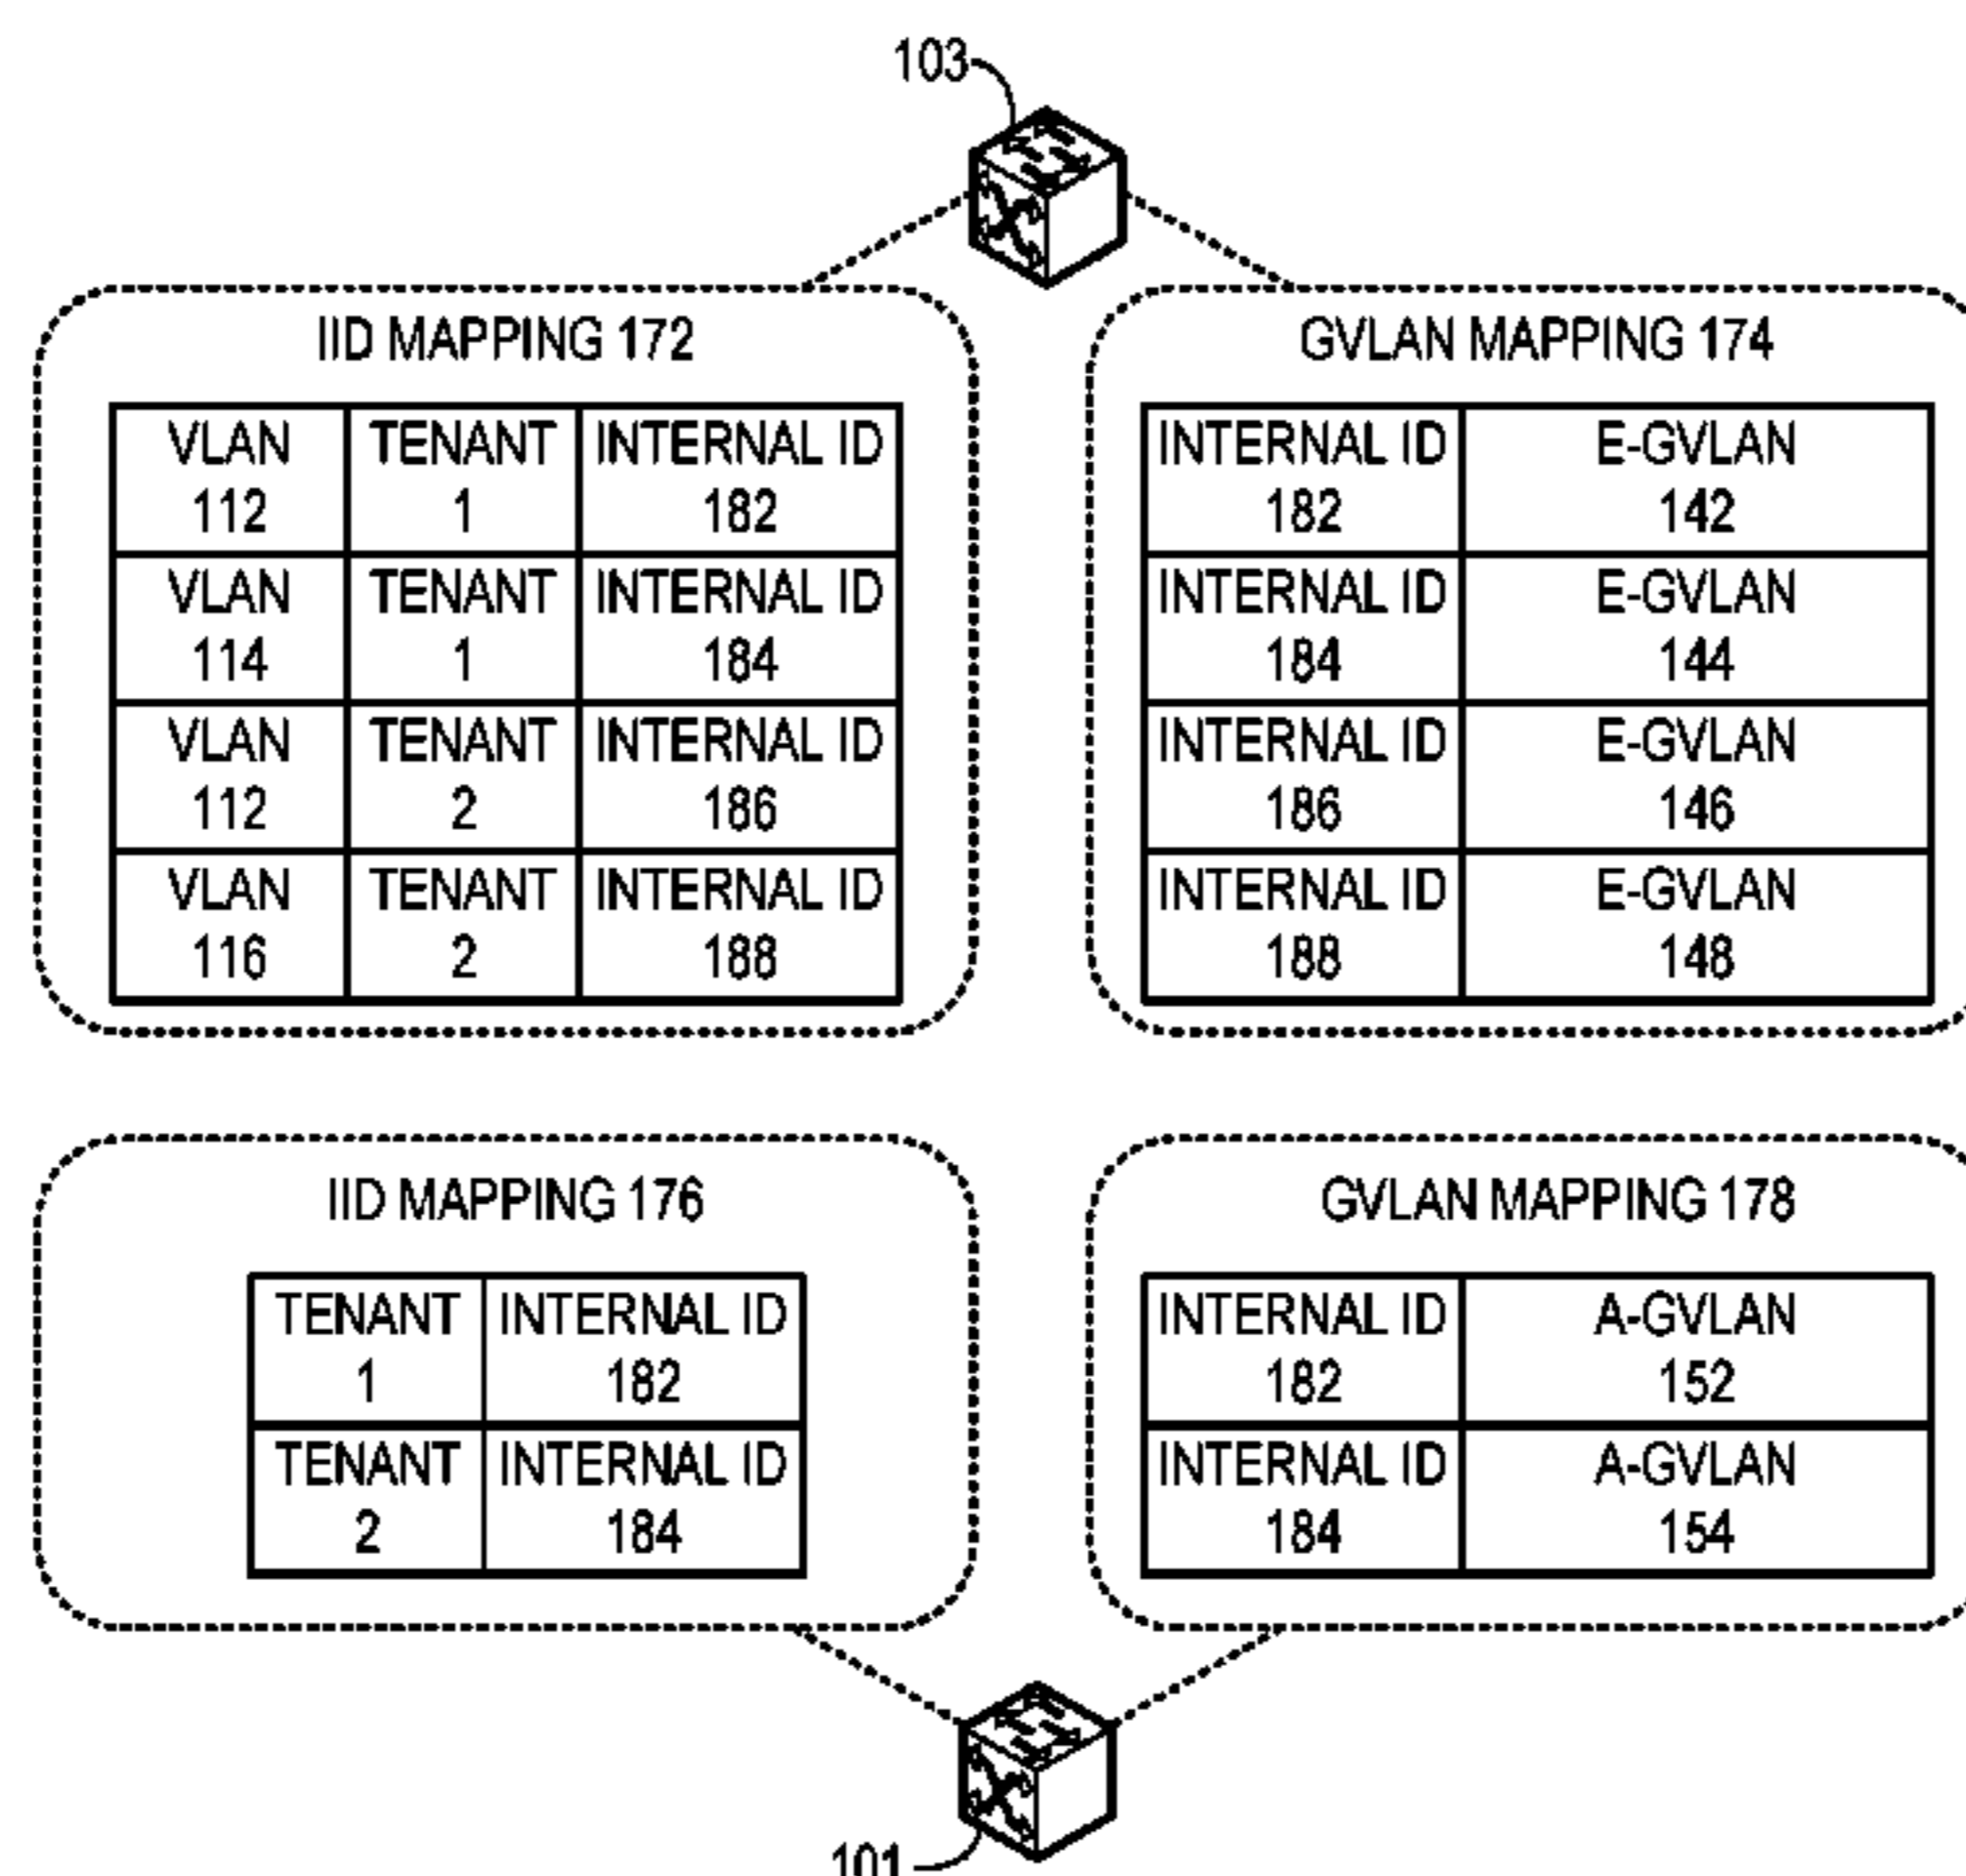 103
IID MAPPING 172
VLAN 112 TENANT 1 INTERNAL ID 182
VLAN 114 TENANT 1 INTERNAL ID 184
VLAN 112 TENANT 2 INTERNAL ID 186
VLAN 116 TENANT 2 INTERNAL ID 188
GVLAN MAPPING 174
INTERNAL ID 182 E-GVLAN 142
INTERNAL ID 184 E-GVLAN 144
INTERNAL ID 186 E-GVLAN 146
INTERNAL ID 188 E-GVLAN 148
IID MAPPING 176
TENANT 1 INTERNAL ID 182
TENANT 2 INTERNAL ID 184
GVLAN MAPPING 178
INTERNAL ID 182 A-GVLAN 152
INTERNAL ID 184 A-GVLAN 154
101